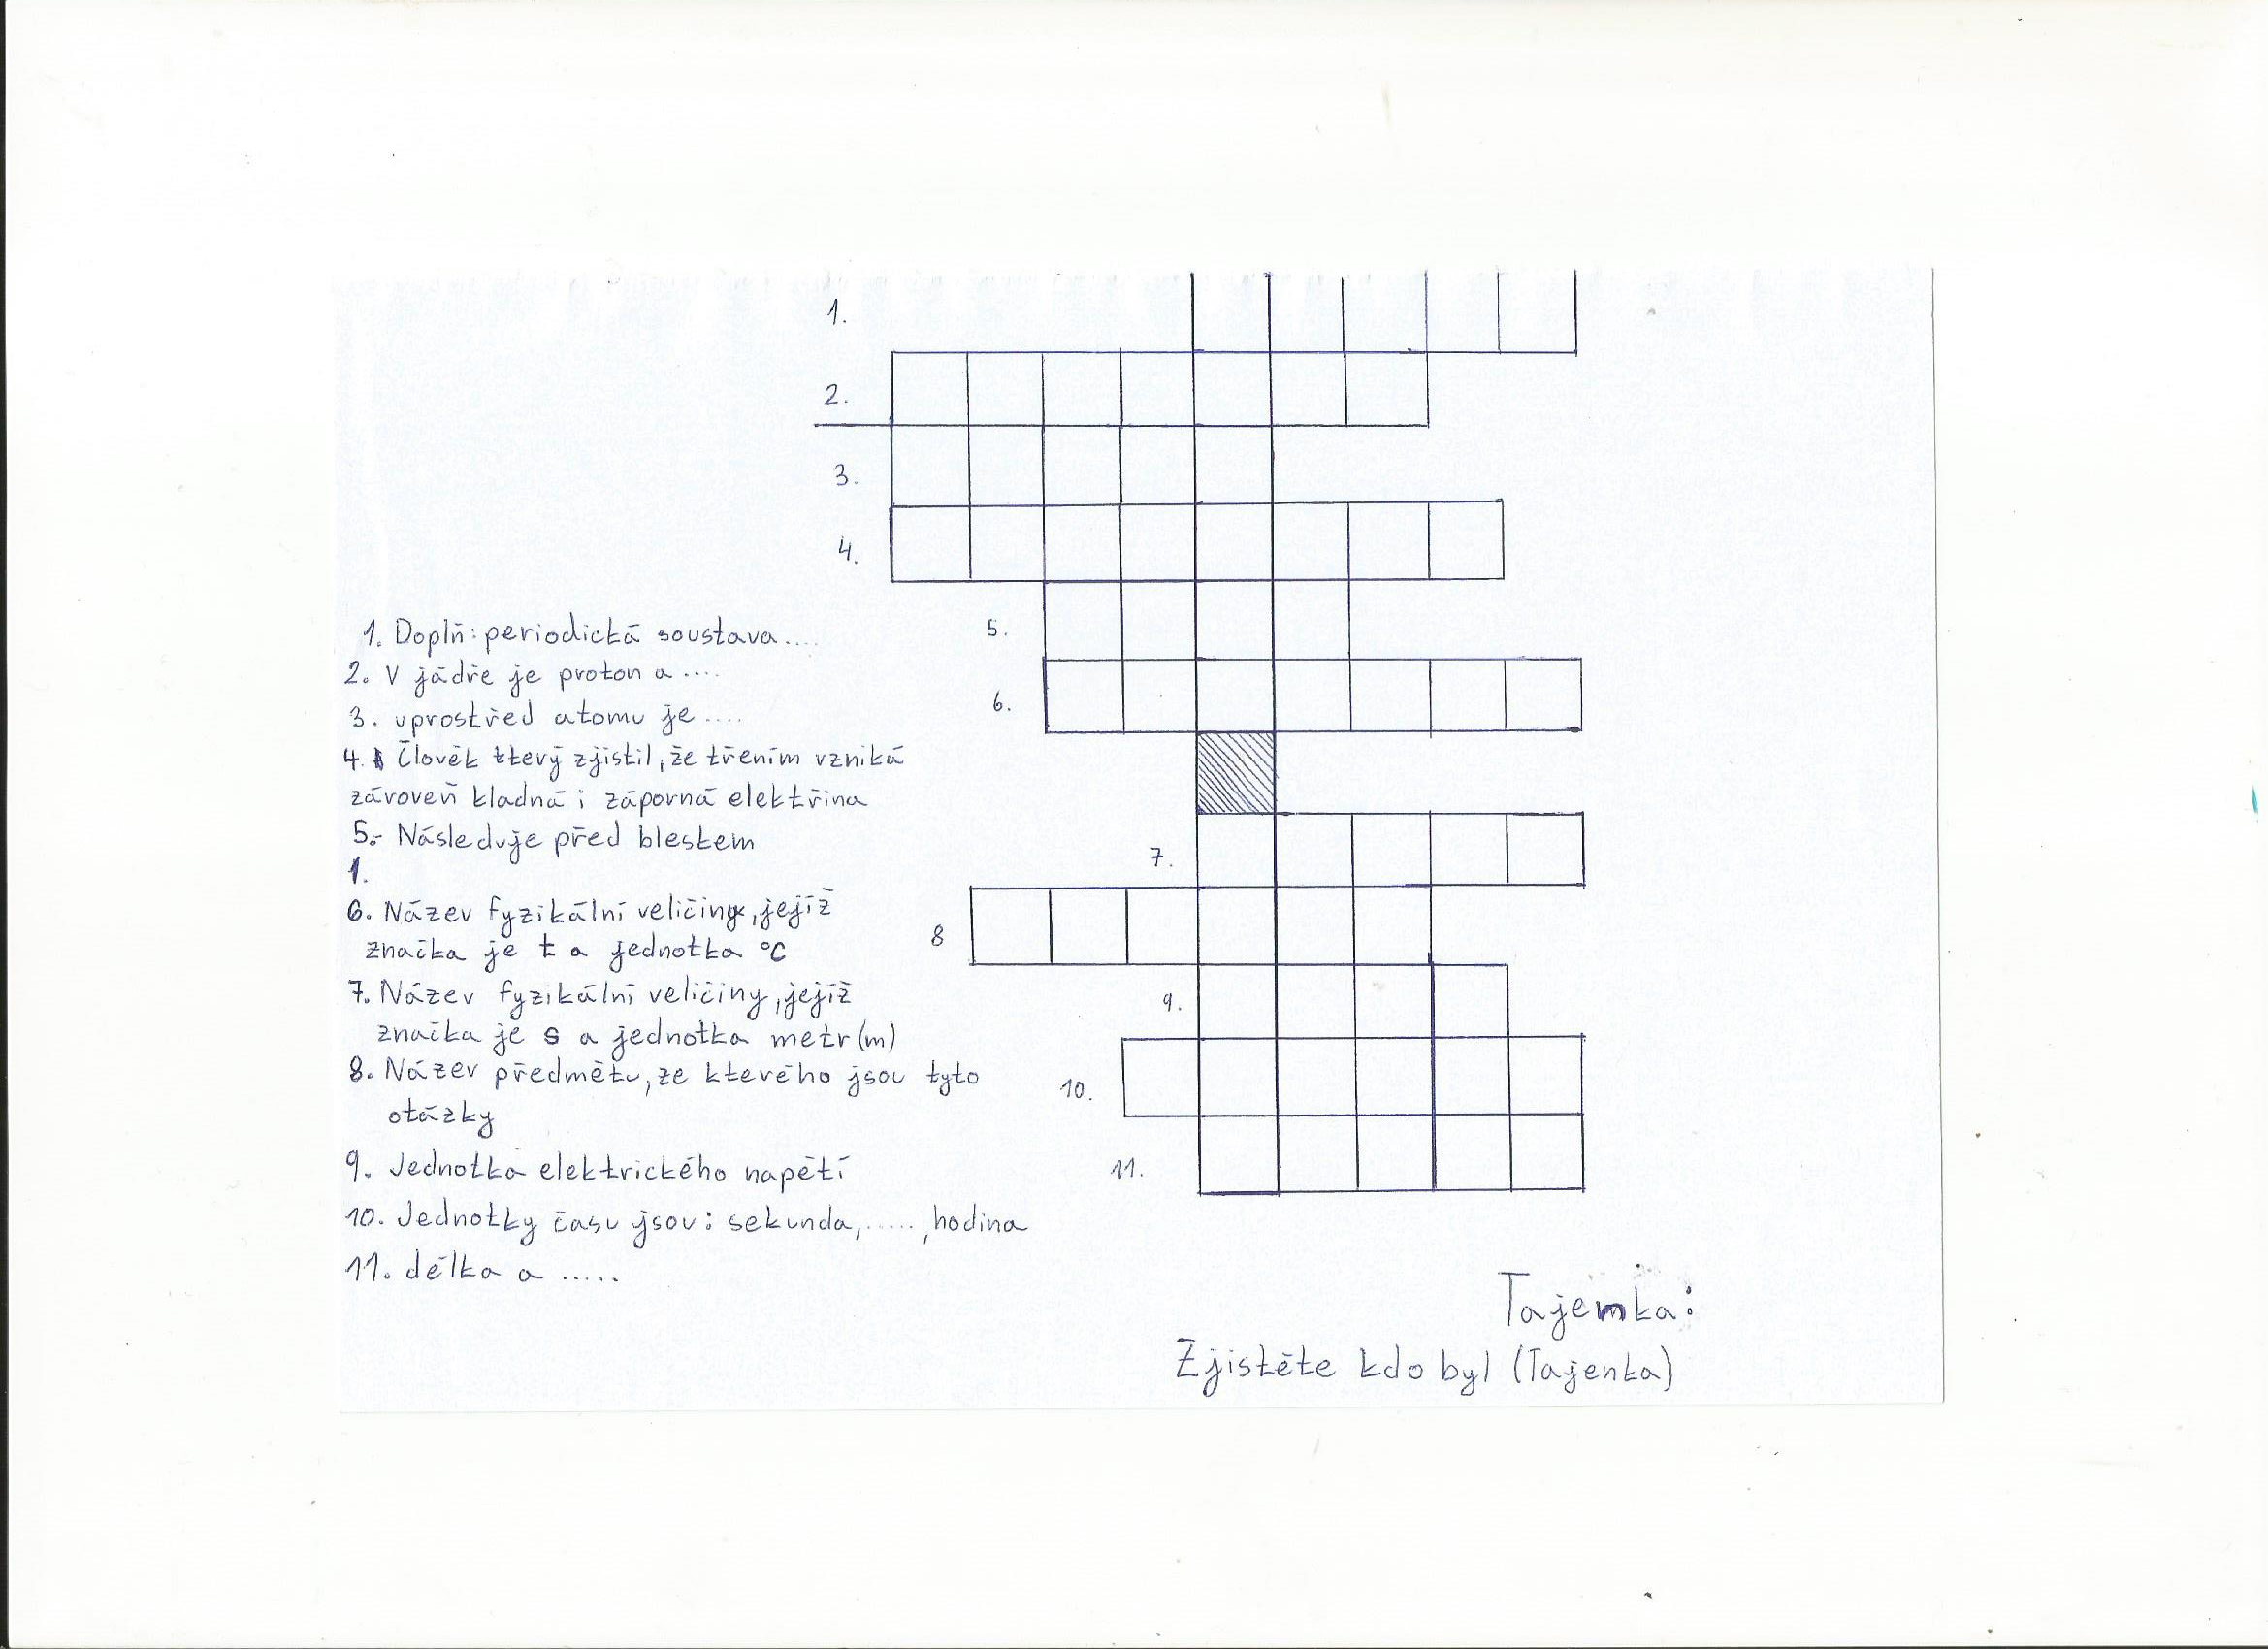 1.
2.
3.
4.
5.
6.
7.
8
9.
10.
11.
1. Doplň: periodická soustava....
2. V jádře je proton a ....
3. uprostřed atomu je ....
4. Člověk který zjistil, že třením vzniká
zároveň kladná i záporná elektřina
5.- Následuje před bleskem
1.
6. Název fyzikální veličiny, jejíž
značka je t a jednotka °C
7. Název fyzikální veličiny, jejíž
značka je s a jednotka metr (m)
8. Název předmětu, ze kterého jsou tyto
otázky
9. Jednotka elektrického napětí
10. Jednotky času jsou: sekunda, ....., hodina
11. délka a .....
Tajenka:
Zjistěte kdo byl (Tajenka)